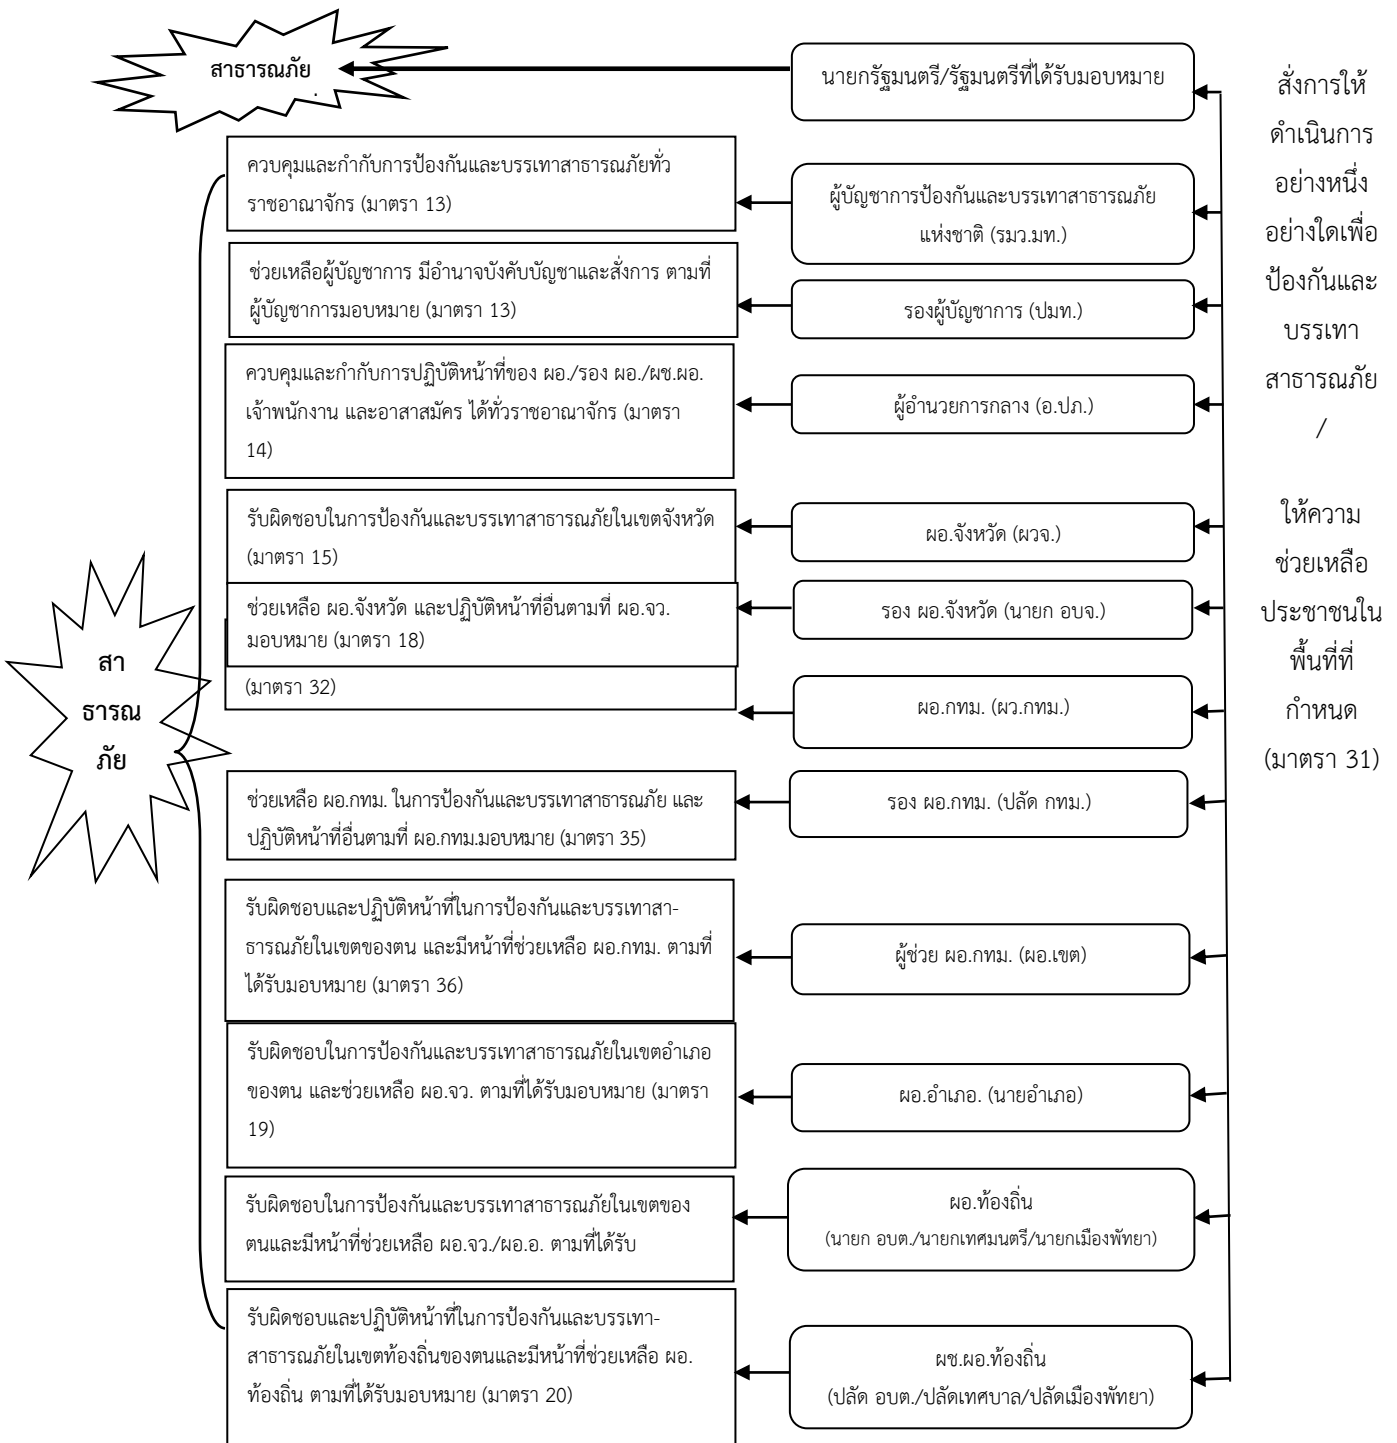 สาธารณภัย
.
นายกรัฐมนตรี/รัฐมนตรีที่ได้รับมอบหมาย
ควบคุมและกำกับการป้องกันและบรรเทาสาธารณภัยทั่ว
ราชอาณาจักร (มาตรา 13)
ผู้บัญชาการป้องกันและบรรเทาสาธารณภัย
แห่งชาติ (รมว.มท.)
ช่วยเหลือผู้บัญชาการ มีอำนาจบังคับบัญชาและสั่งการ ตามที่
ผู้บัญชาการมอบหมาย (มาตรา 13)
รองผู้บัญชาการ (ปมท.)
ควบคุมและกำกับการปฏิบัติหน้าที่ของ ผอ./รอง ผอ./ผช.ผอ.
เจ้าพนักงาน และอาสาสมัคร ได้ทั่วราชอาณาจักร (มาตรา
14)
ผู้อำนวยการกลาง (อ.ปภ.)
รับผิดชอบในการป้องกันและบรรเทาสาธารณภัยในเขตจังหวัด
(มาตรา 15)
ผอ.จังหวัด (ผวจ.)
ช่วยเหลือ ผอ.จังหวัด และปฏิบัติหน้าที่อื่นตามที่ ผอ.จว.
มอบหมาย (มาตรา 18)
รอง ผอ.จังหวัด (นายก อบจ.)
(มาตรา 32)
ผอ.กทม. (ผว.กทม.)
ช่วยเหลือ ผอ.กทม. ในการป้องกันและบรรเทาสาธารณภัย และ
ปฏิบัติหน้าที่อื่นตามที่ ผอ.กทม.มอบหมาย (มาตรา 35)
รอง ผอ.กทม. (ปลัด กทม.)
รับผิดชอบและปฏิบัติหน้าที่ในการป้องกันและบรรเทาสา-
ธารณภัยในเขตของตน และมีหน้าที่ช่วยเหลือ ผอ.กทม. ตามที่
ได้รับมอบหมาย (มาตรา 36)
ผู้ช่วย ผอ.กทม. (ผอ.เขต)
รับผิดชอบในการป้องกันและบรรเทาสาธารณภัยในเขตอำเภอ
ของตน และช่วยเหลือ ผอ.จว. ตามที่ได้รับมอบหมาย (มาตรา
19)
ผอ.อำเภอ. (นายอำเภอ)
รับผิดชอบในการป้องกันและบรรเทาสาธารณภัยในเขตของ
ตนและมีหน้าที่ช่วยเหลือ ผอ.จว./ผอ.อ. ตามที่ได้รับ
ผอ.ท้องถิ่น
(นายก อบต./นายกเทศมนตรี/นายกเมืองพัทยา)
รับผิดชอบและปฏิบัติหน้าที่ในการป้องกันและบรรเทา-
สาธารณภัยในเขตท้องถิ่นของตนและมีหน้าที่ช่วยเหลือ ผอ.
ท้องถิ่น ตามที่ได้รับมอบหมาย (มาตรา 20)
ผช.ผอ.ท้องถิ่น
(ปลัด อบต./ปลัดเทศบาล/ปลัดเมืองพัทยา)
สา
ธารณ
ภัย
สั่งการให้
ดำเนินการ
อย่างหนึ่ง
อย่างใดเพื่อ
ป้องกันและ
บรรเทา
สาธารณภัย
/
ให้ความ
ช่วยเหลือ
ประชาชนใน
พื้นที่ที่
กำหนด
(มาตรา 31)